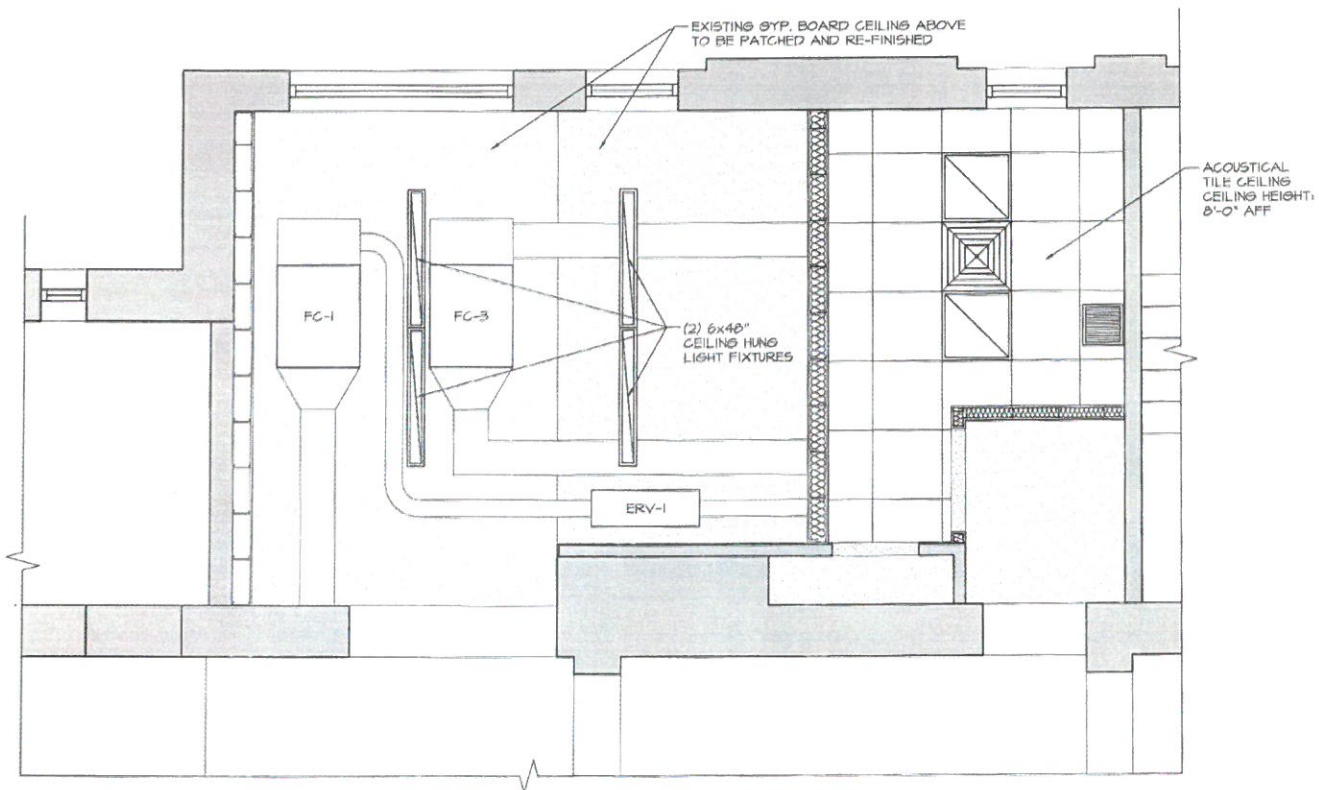 EXISTING GYP. BOARD CEILING ABOVE
TO BE PATCHED AND RE-FINISHED
ACOUSTICAL
TILE CEILING
CEILING HEIGHT:
8'-0" AFF
FC-1
FC-3
(2) 6x48"
CEILING HUNG
LIGHT FIXTURES
ERV-1